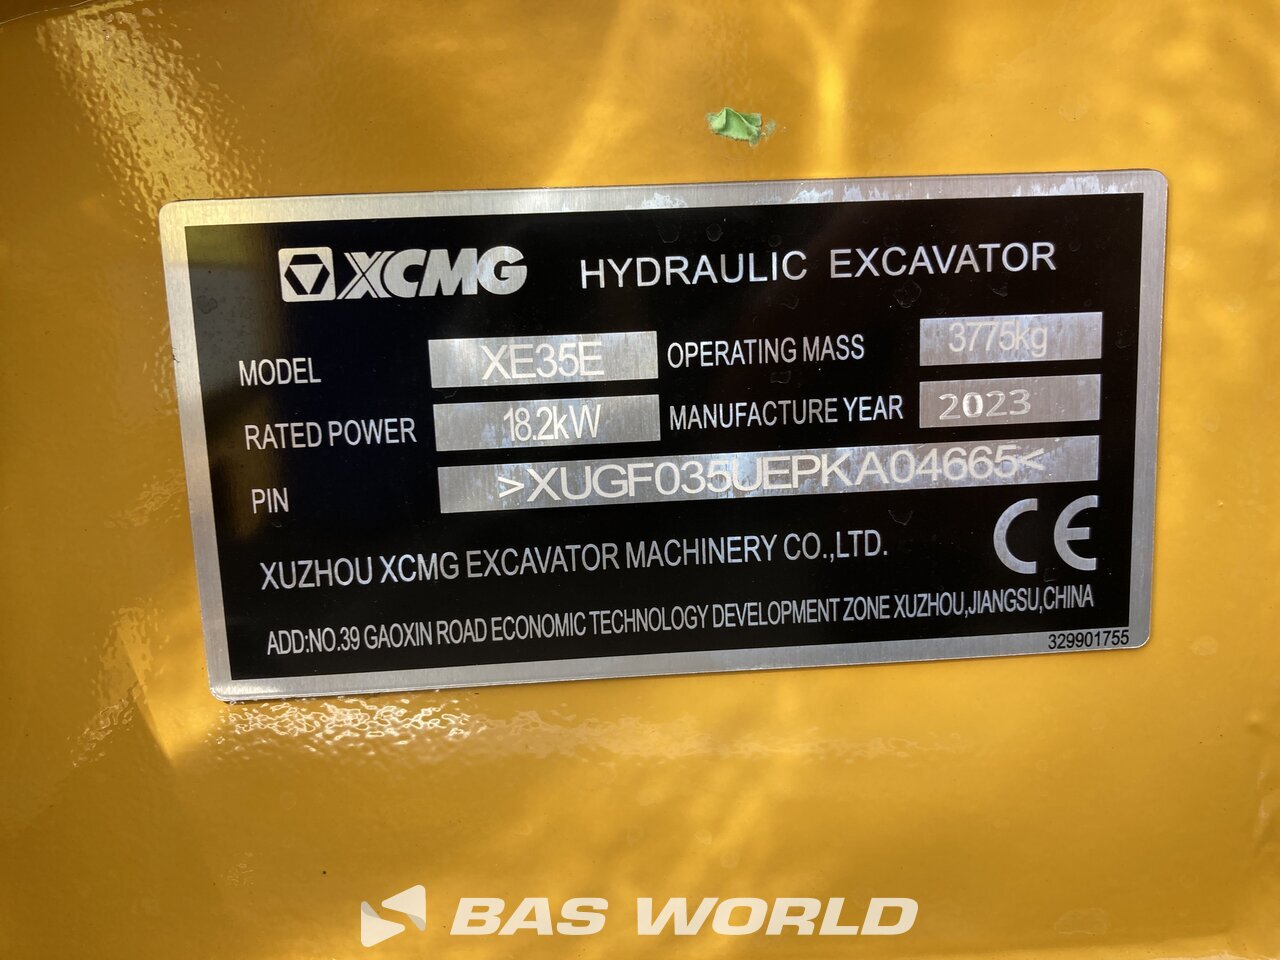 XCMG HYDRAULIC EXCAVATOR
MODEL XE35E OPERATING MASS 3775kg
RATED POWER 18.2kW MANUFACTURE YEAR 2023
PIN >XUGF035UEPKA04665<
XUZHOU XCMG EXCAVATOR MACHINERY CO.,LTD. CE
ADD:NO.39 GAOXIN ROAD ECONOMIC TECHNOLOGY DEVELOPMENT ZONE XUZHOU,JIANGSU,CHINA
329901755
BAS WORLD